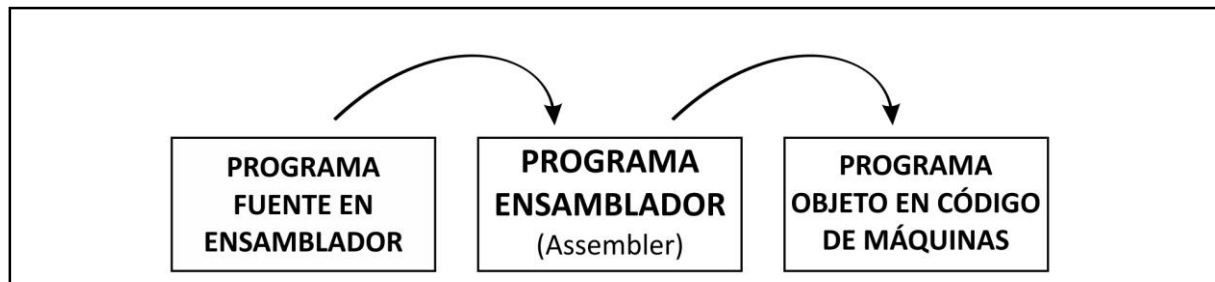 PROGRAMA
FUENTE EN
ENSAMBLADOR
PROGRAMA
ENSAMBLADOR
(Assembler)
PROGRAMA
OBJETO EN CÓDIGO
DE MÁQUINAS